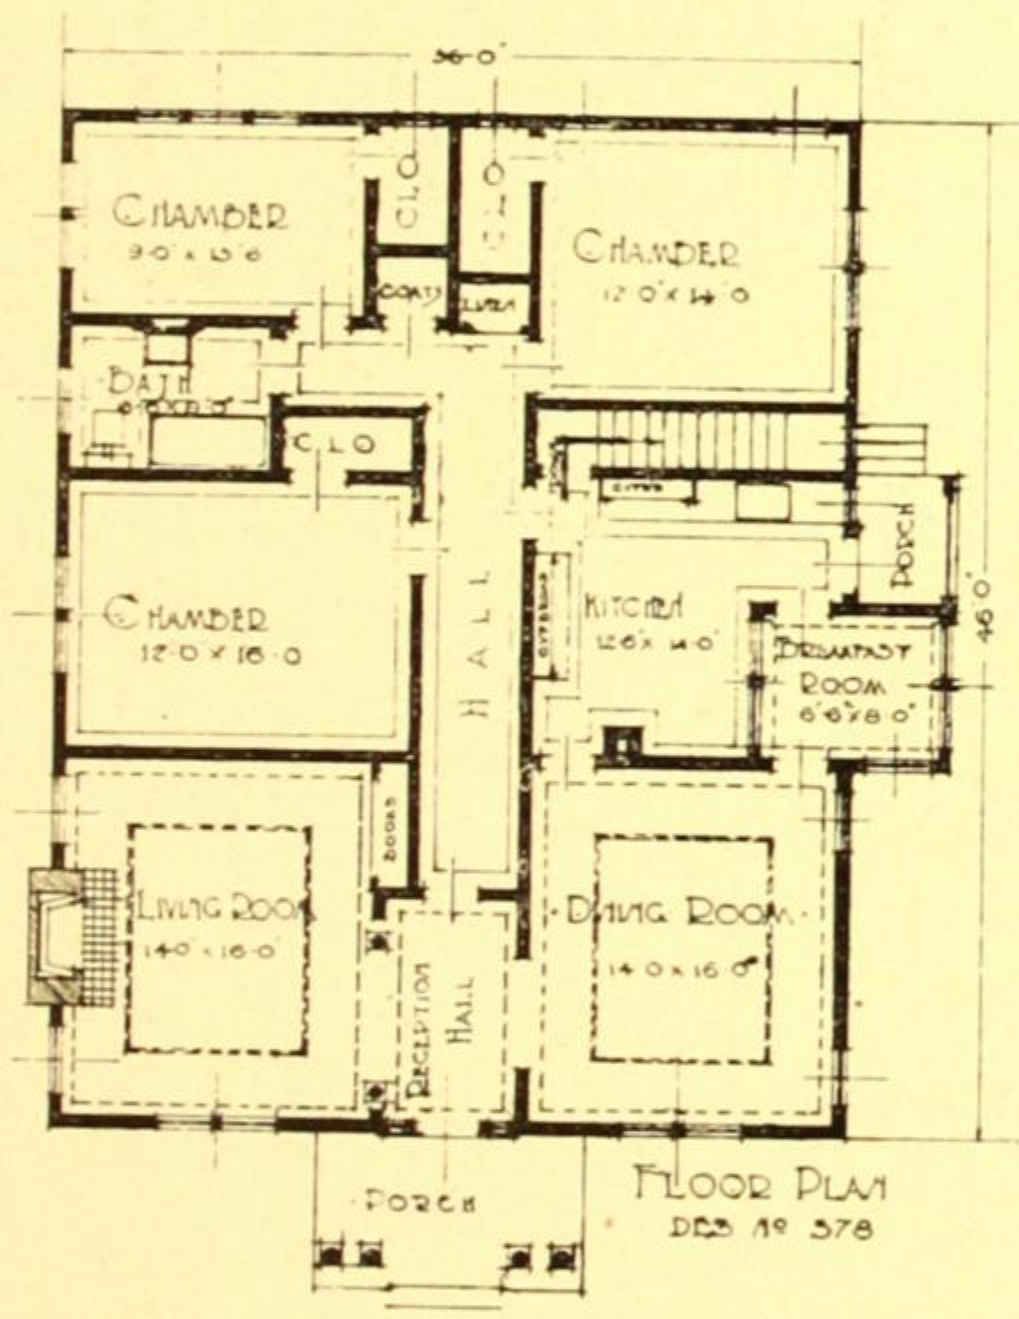 36-0"
CHAMBER
9-0 x 13-6
CLO
CLO
CHAMBER
12-0" x 14-0
COATS
LINEN
BATH
CLO
CHAMBER
12-0 x 16-0
HALL
KITCHEN
12-6 x 14-0"
PORCH
46-0"
BREAKFAST
ROOM
6-6" x 8-0"
BOOKS
LIVING ROOM
14-0 x 16-0"
RECEPTION
HALL
DINING ROOM
14-0 x 16-0"
PORCH
FLOOR PLAN
DES No 378